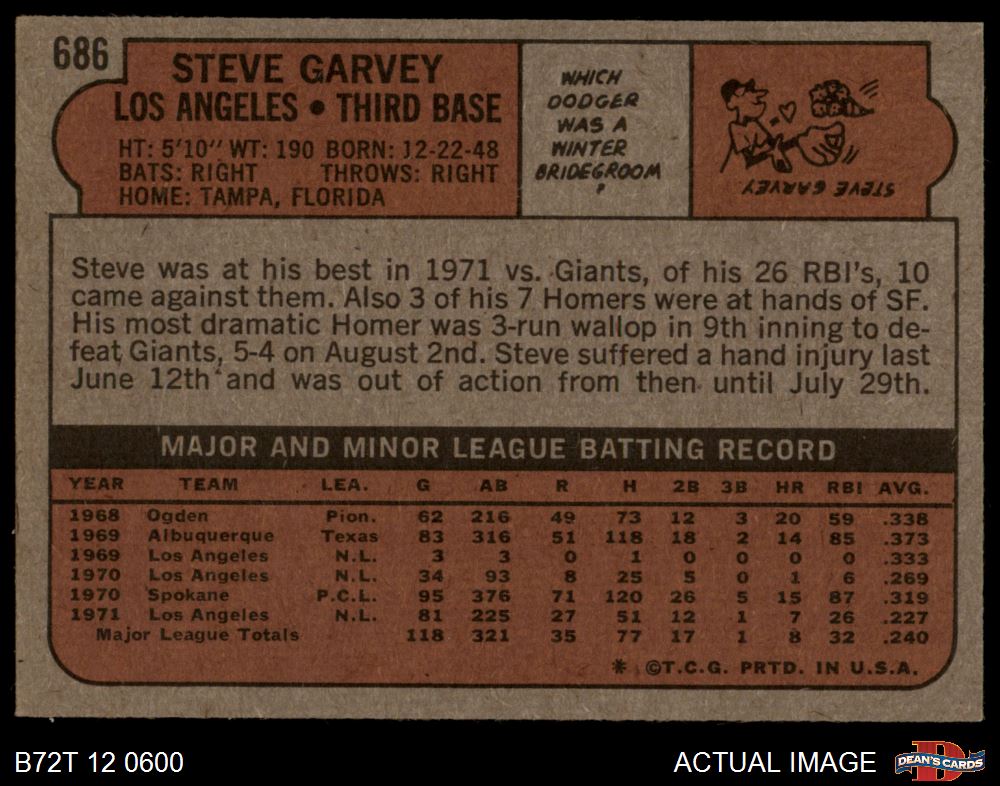 686
STEVE GARVEY
LOS ANGELES • THIRD BASE
HT: 5'10" WT: 190 BORN: 12-22-48
BATS: RIGHT THROWS: RIGHT
HOME: TAMPA, FLORIDA
WHICH
DODGER
WAS A
WINTER
BRIDEGROOM
?
STEVE GARVEY
Steve was at his best in 1971 vs. Giants, of his 26 RBI's, 10
came against them. Also 3 of his 7 Homers were at hands of SF.
His most dramatic Homer was 3-run wallop in 9th inning to de-
feat Giants, 5-4 on August 2nd. Steve suffered a hand injury last
June 12th and was out of action from then until July 29th.
MAJOR AND MINOR LEAGUE BATTING RECORD
YEAR TEAM LEA. G AB R H 2B 3B HR RBI AVG.
1968 Ogden Pion. 62 216 49 73 12 3 20 59 .338
1969 Albuquerque Texas 83 316 51 118 18 2 14 85 .373
1969 Los Angeles N.L. 3 3 0 1 0 0 0 0 .333
1970 Los Angeles N.L. 34 93 8 25 5 0 1 6 .269
1970 Spokane P.C.L. 95 376 71 120 26 5 15 87 .319
1971 Los Angeles N.L. 81 225 27 51 12 1 7 26 .227
Major League Totals 118 321 35 77 17 1 8 32 .240
* ©T.C.G. PRTD. IN U.S.A.
B72T 12 0600
ACTUAL IMAGE
D
DEAN'S CARDS